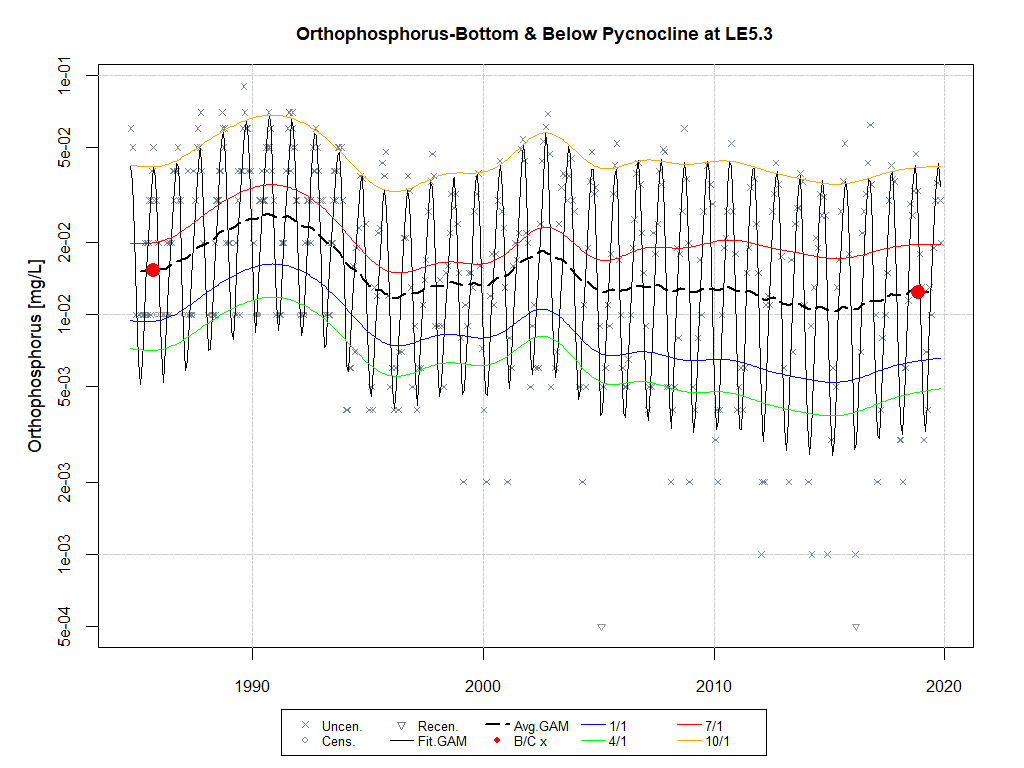 Orthophosphorus-Bottom & Below Pycnocline at LE5.3
Orthophosphorus [mg/L]
1e-01
5e-02
2e-02
1e-02
5e-03
2e-03
1e-03
5e-04
1990 2000 2010 2020
Uncen. Recen. Avg.GAM 1/1 7/1
Cens. Fit.GAM B/C x 4/1 10/1